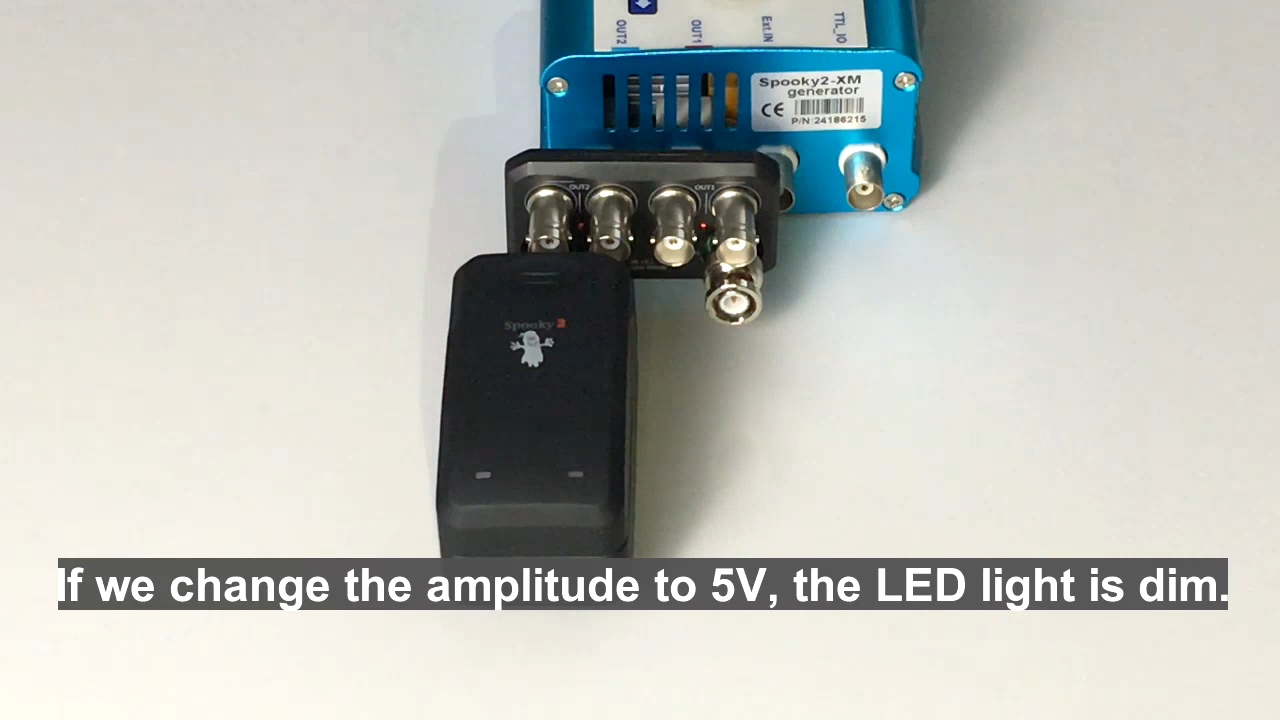 OUT2
OUT1
Ext.IN
TTL_IO
Spooky2-XM
generator
CE
P/N:24186215
OUT2
OUT1
Spooky2
If we change the amplitude to 5V, the LED light is dim.